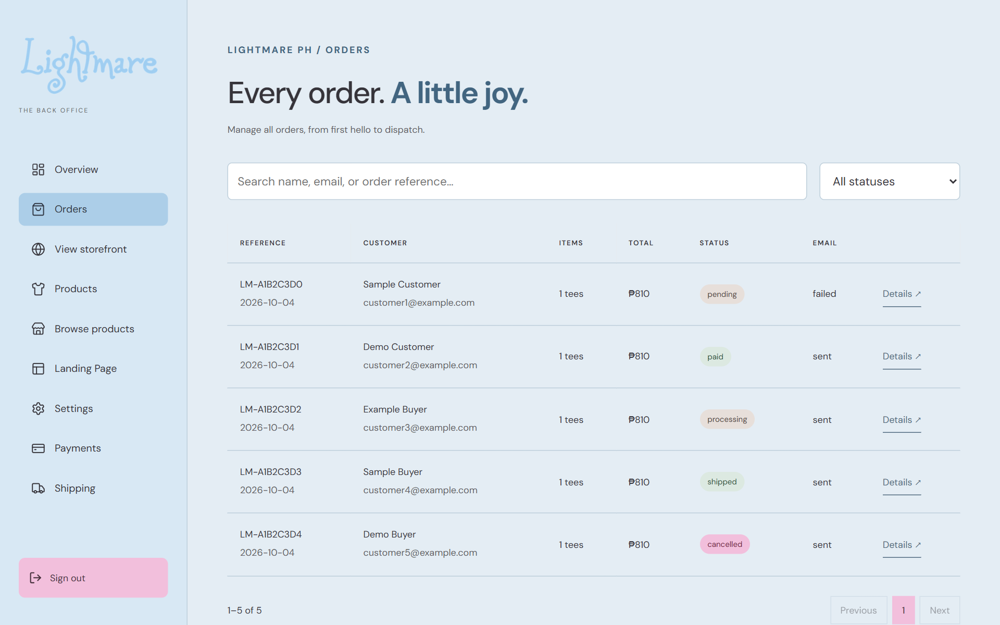 Lightmare
THE BACK OFFICE
Overview
Orders
View storefront
Products
Browse products
Landing Page
Settings
Payments
Shipping
Sign out
LIGHTMARE PH / ORDERS
Every order. A little joy.
Manage all orders, from first hello to dispatch.
Search name, email, or order reference...
All statuses
REFERENCE CUSTOMER ITEMS TOTAL STATUS EMAIL
LM-A1B2C3D0 Sample Customer 1 tees ₱810 pending failed Details ↗
2026-10-04 customer1@example.com
LM-A1B2C3D1 Demo Customer 1 tees ₱810 paid sent Details ↗
2026-10-04 customer2@example.com
LM-A1B2C3D2 Example Buyer 1 tees ₱810 processing sent Details ↗
2026-10-04 customer3@example.com
LM-A1B2C3D3 Sample Buyer 1 tees ₱810 shipped sent Details ↗
2026-10-04 customer4@example.com
LM-A1B2C3D4 Demo Buyer 1 tees ₱810 cancelled sent Details ↗
2026-10-04 customer5@example.com
1–5 of 5 Previous 1 Next